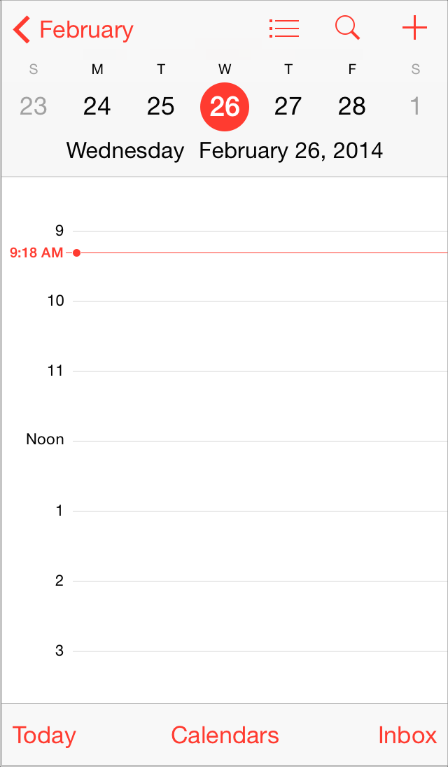 February
S M T W T F S
23 24 25 26 27 28 1
Wednesday February 26, 2014
9
9:18 AM
10
11
Noon
1
2
3
Today Calendars Inbox